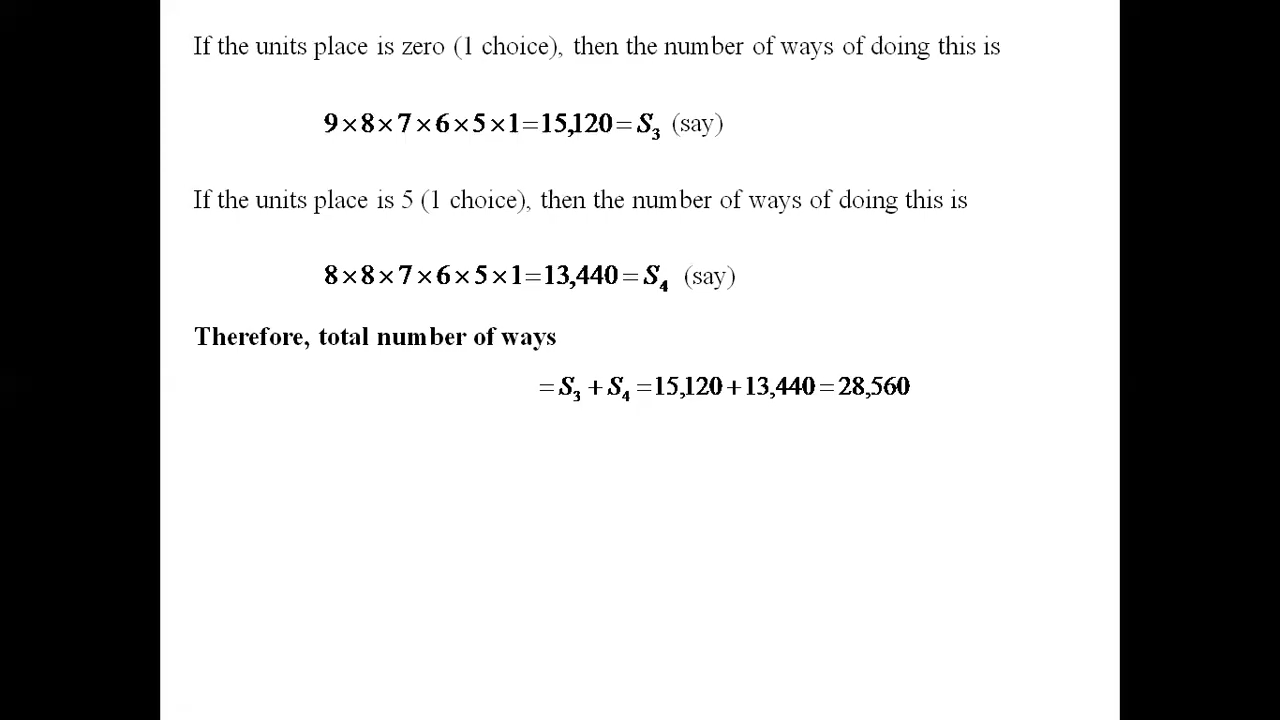 If the units place is zero (1 choice), then the number of ways of doing this is
9×8×7×6×5×1=15,120=S₃ (say)
If the units place is 5 (1 choice), then the number of ways of doing this is
8×8×7×6×5×1=13,440=S₄ (say)
Therefore, total number of ways
=S₃+S₄=15,120+13,440=28,560